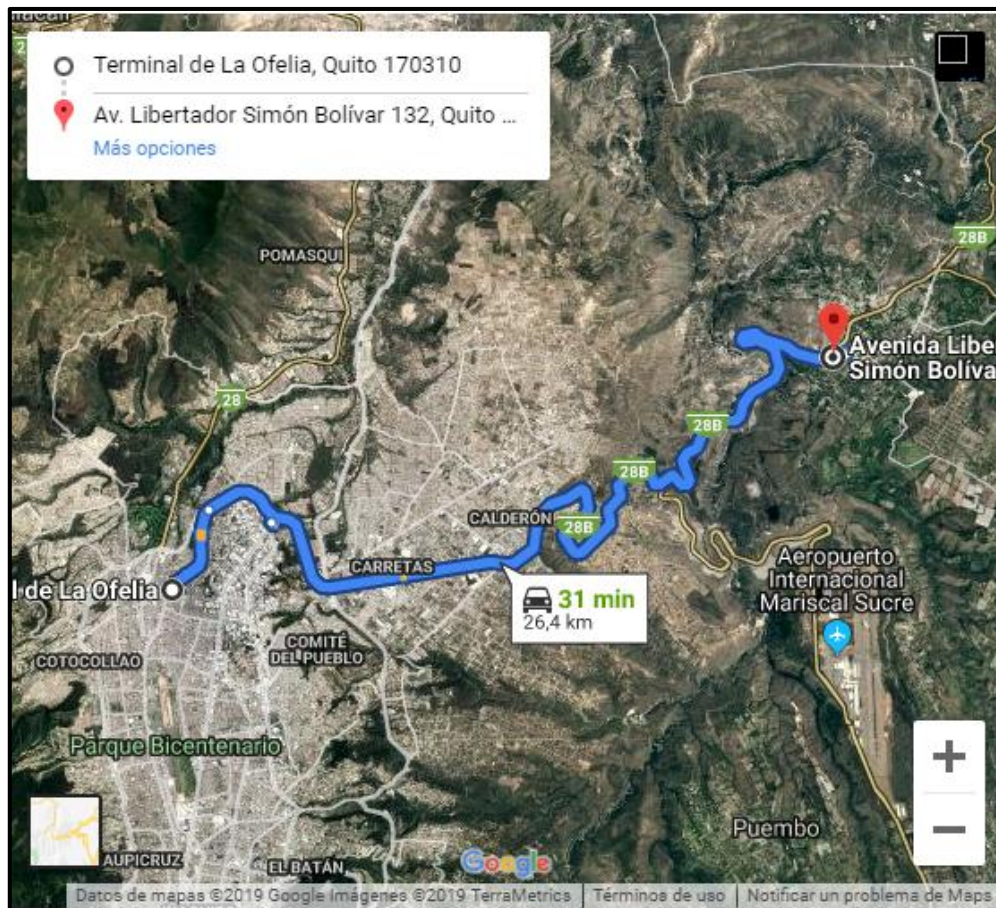 Terminal de La Ofelia, Quito 170310
Av. Libertador Simón Bolívar 132, Quito ...
Más opciones
POMASQUI
28B
28
Avenida Liber
Simón Bolíva
28B
28B
CALDERÓN
28B
CARRETAS
l de La Ofelia
31 min
26,4 km
Aeropuerto
Internacional
Mariscal Sucre
COMITÉ
DEL PUEBLO
COTOCOLLAO
Parque Bicentenario
Puembo
AUPICRUZ
EL BATÁN
Google
Datos de mapas ©2019 Google Imágenes ©2019 TerraMetrics
Términos de uso
Notificar un problema de Maps